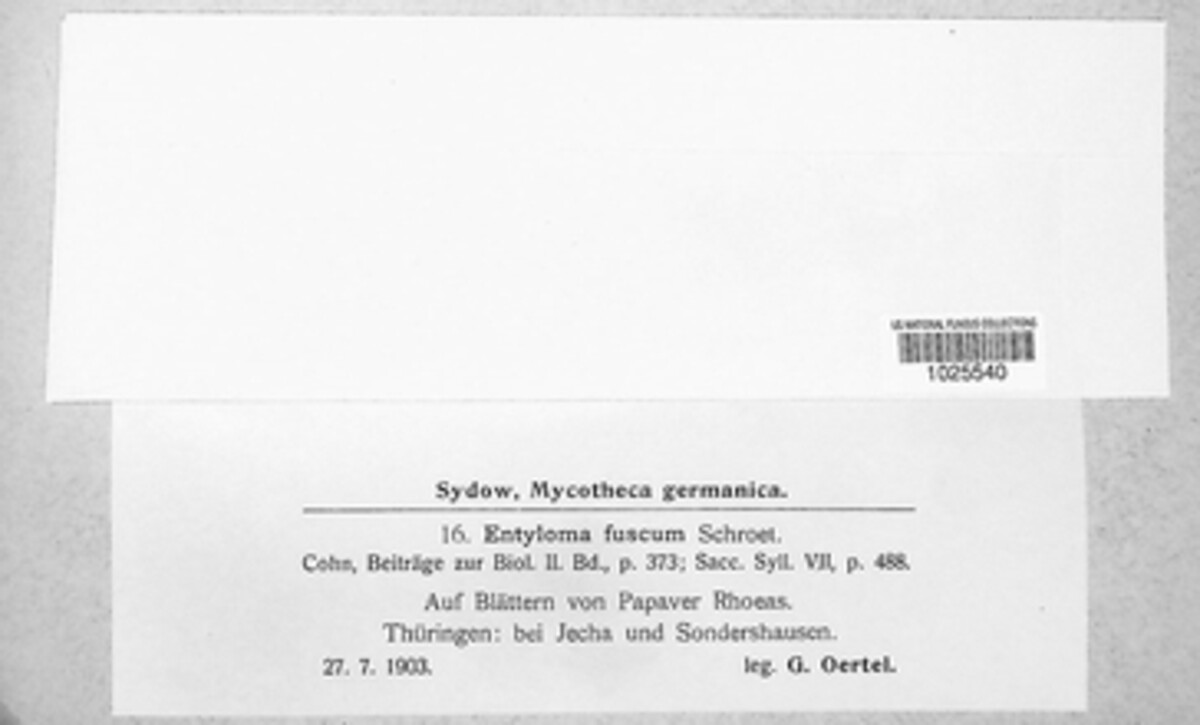 US NATIONAL FUNGUS COLLECTIONS
1025540
Sydow, Mycotheca germanica.
16. Entyloma fuscum Schroet.
Cohn, Beiträge zur Biol. II. Bd., p. 373; Sacc. Syll. VII, p. 488.
Auf Blättern von Papaver Rhoeas.
Thüringen: bei Jecha und Sondershausen.
27. 7. 1903. leg. G. Oertel.